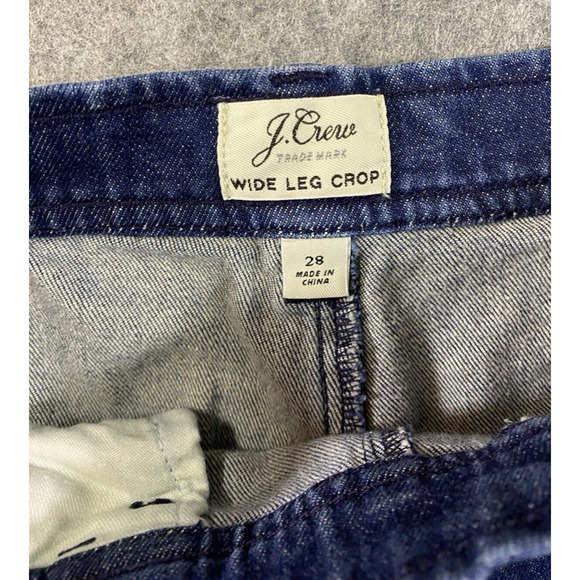 J.Crew
TRADE MARK
WIDE LEG CROP
28
MADE IN
CHINA